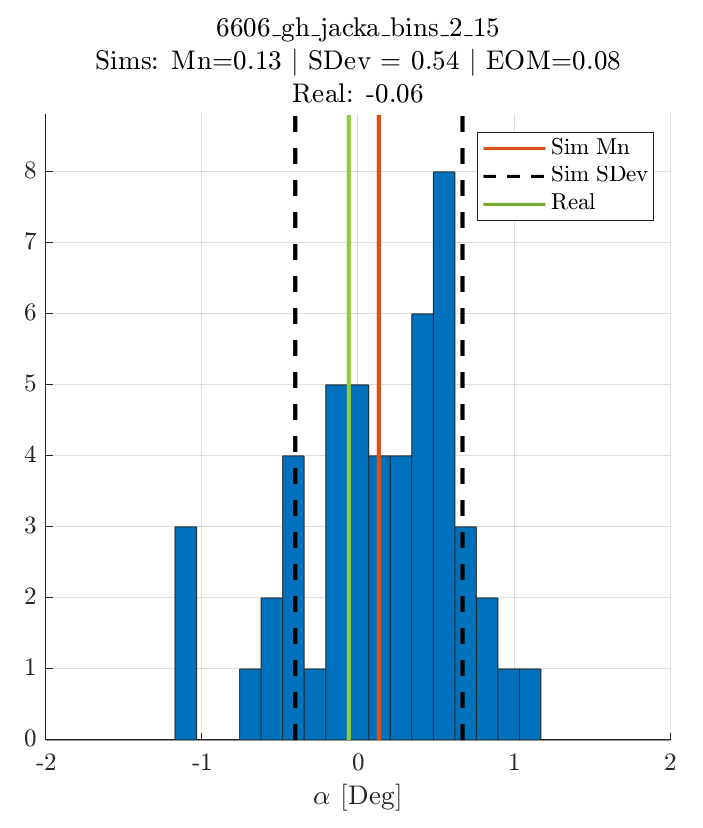 6606_gh_jacka_bins_2_15
Sims: Mn=0.13 | SDev = 0.54 | EOM=0.08
Real: -0.06
Sim Mn
Sim SDev
Real
8
7
6
5
4
3
2
1
0
-2 -1 0 1 2
α [Deg]